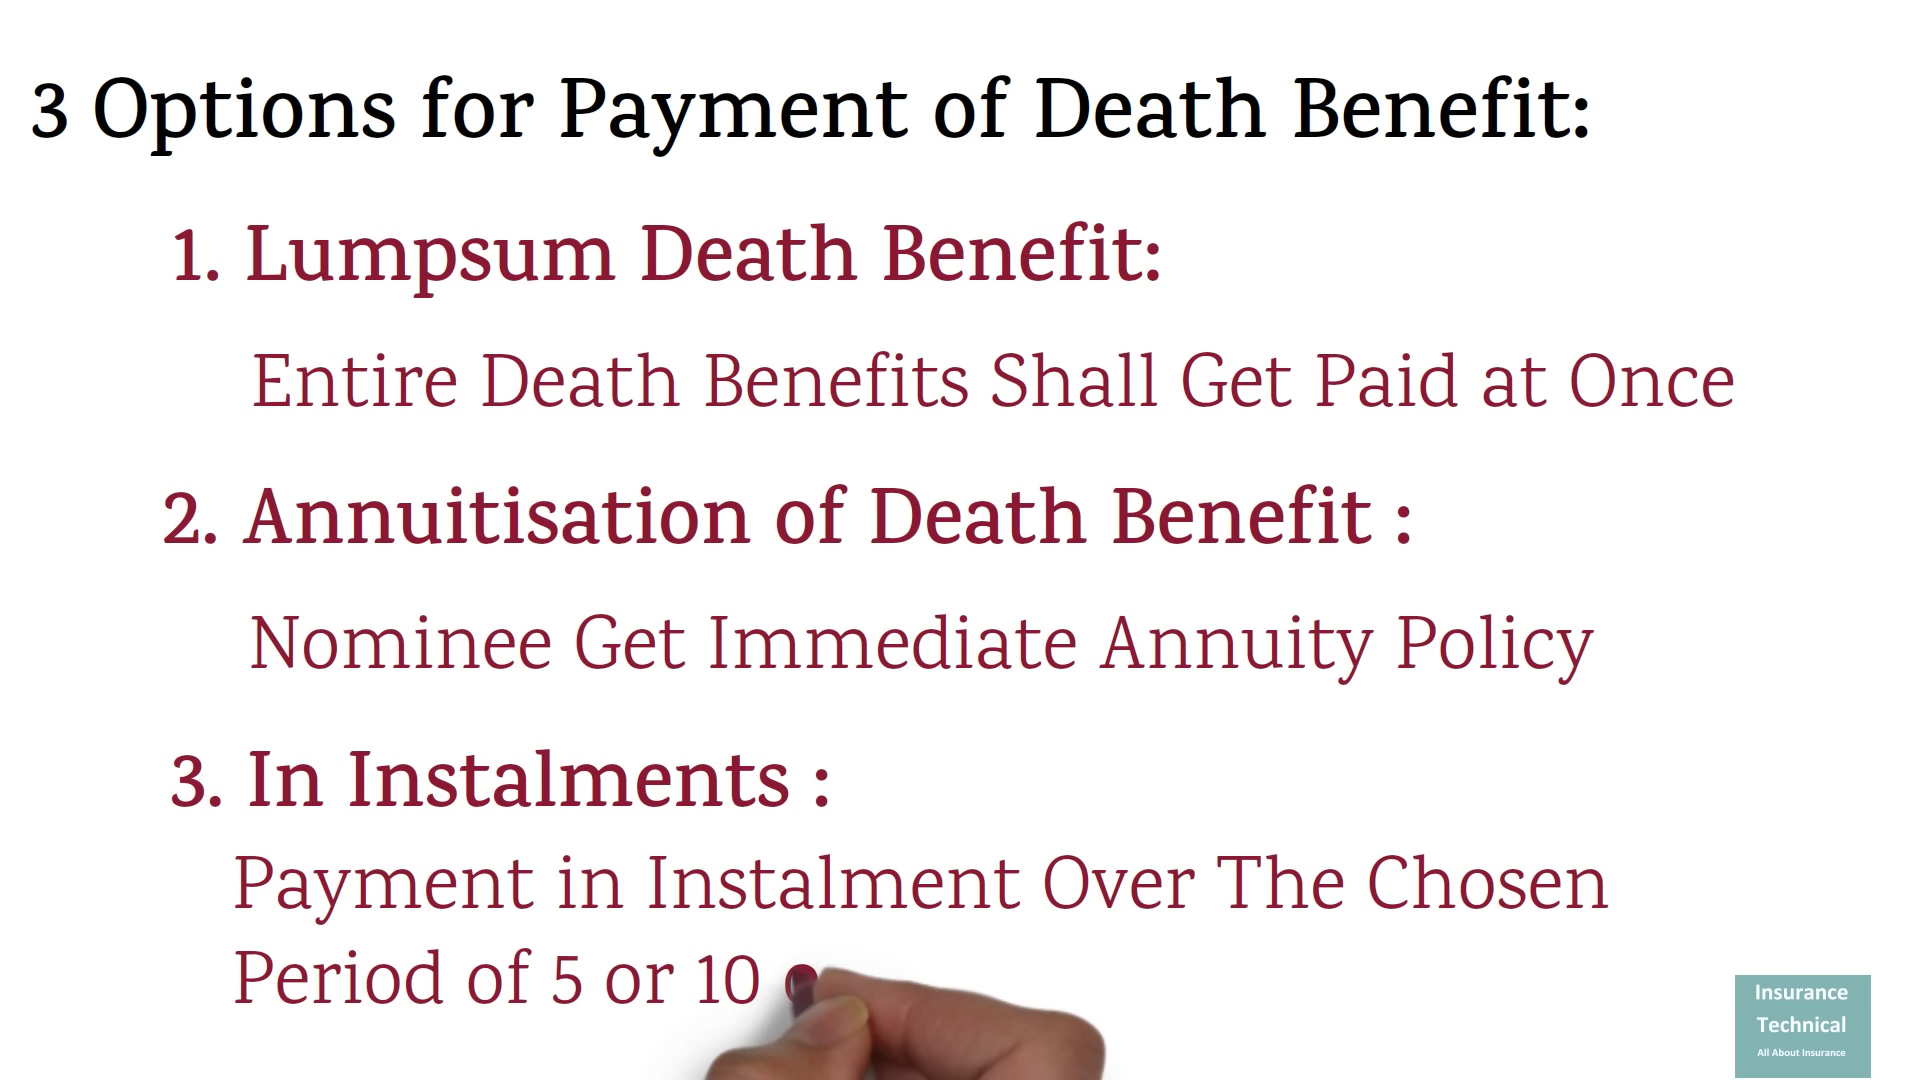 3 Options for Payment of Death Benefit:
1. Lumpsum Death Benefit:
Entire Death Benefits Shall Get Paid at Once
2. Annuitisation of Death Benefit :
Nominee Get Immediate Annuity Policy
3. In Instalments :
Payment in Instalment Over The Chosen
Period of 5 or 10
Insurance
Technical
All About Insurance